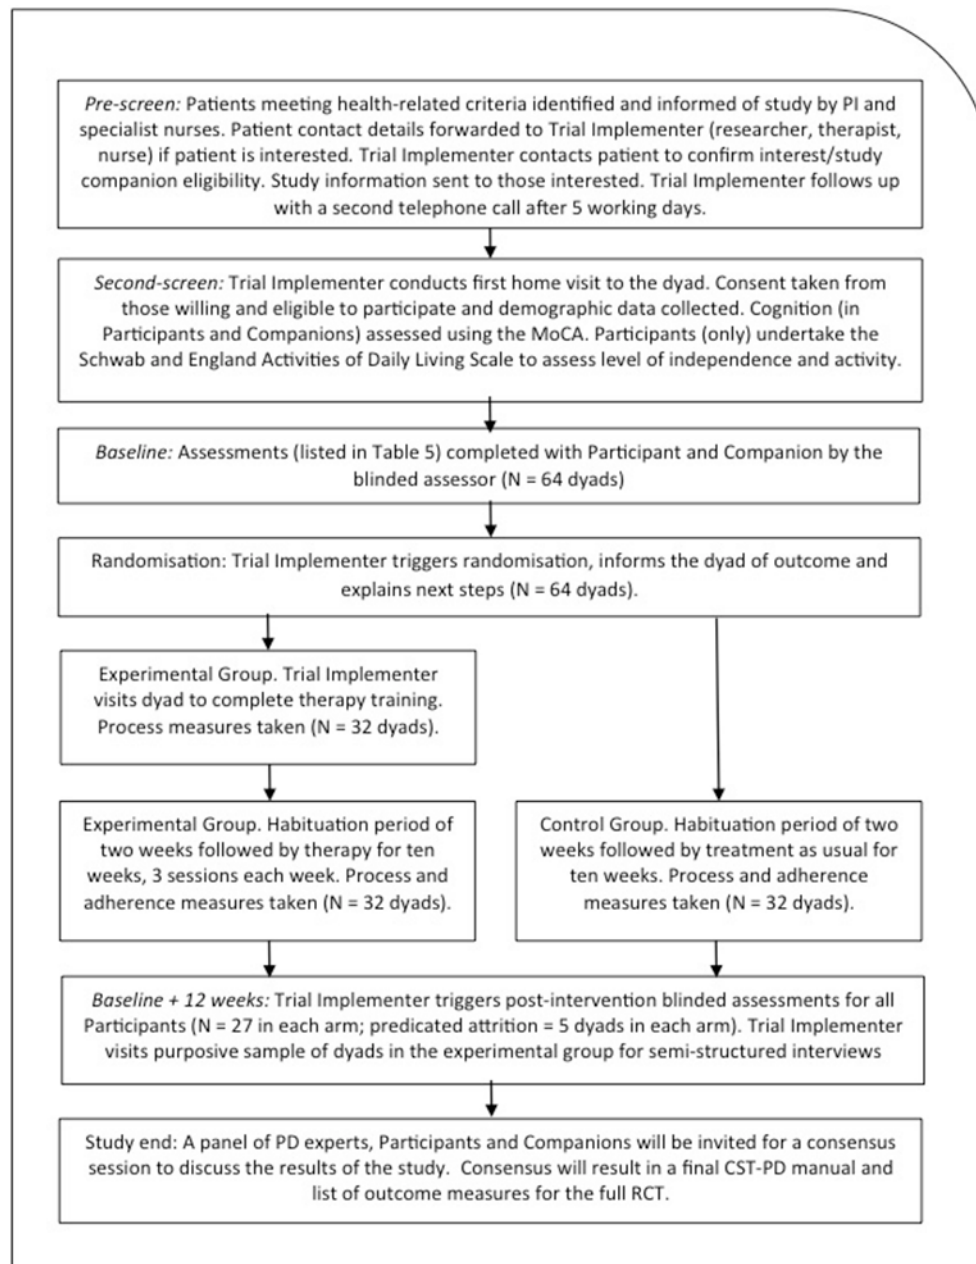 Pre-screen: Patients meeting health-related criteria identified and informed of study by PI and
specialist nurses. Patient contact details forwarded to Trial Implementer (researcher, therapist,
nurse) if patient is interested. Trial Implementer contacts patient to confirm interest/study
companion eligibility. Study information sent to those interested. Trial Implementer follows up
with a second telephone call after 5 working days.
Second-screen: Trial Implementer conducts first home visit to the dyad. Consent taken from
those willing and eligible to participate and demographic data collected. Cognition (in
Participants and Companions) assessed using the MoCA. Participants (only) undertake the
Schwab and England Activities of Daily Living Scale to assess level of independence and activity.
Baseline: Assessments (listed in Table 5) completed with Participant and Companion by the
blinded assessor (N = 64 dyads)
Randomisation: Trial Implementer triggers randomisation, informs the dyad of outcome and
explains next steps (N = 64 dyads).
Experimental Group. Trial Implementer
visits dyad to complete therapy training.
Process measures taken (N = 32 dyads).
Experimental Group. Habituation period of
two weeks followed by therapy for ten
weeks, 3 sessions each week. Process and
adherence measures taken (N = 32 dyads).
Control Group. Habituation period of two
weeks followed by treatment as usual for
ten weeks. Process and adherence
measures taken (N = 32 dyads).
Baseline + 12 weeks: Trial Implementer triggers post-intervention blinded assessments for all
Participants (N = 27 in each arm; predicated attrition = 5 dyads in each arm). Trial Implementer
visits purposive sample of dyads in the experimental group for semi-structured interviews
Study end: A panel of PD experts, Participants and Companions will be invited for a consensus
session to discuss the results of the study. Consensus will result in a final CST-PD manual and
list of outcome measures for the full RCT.